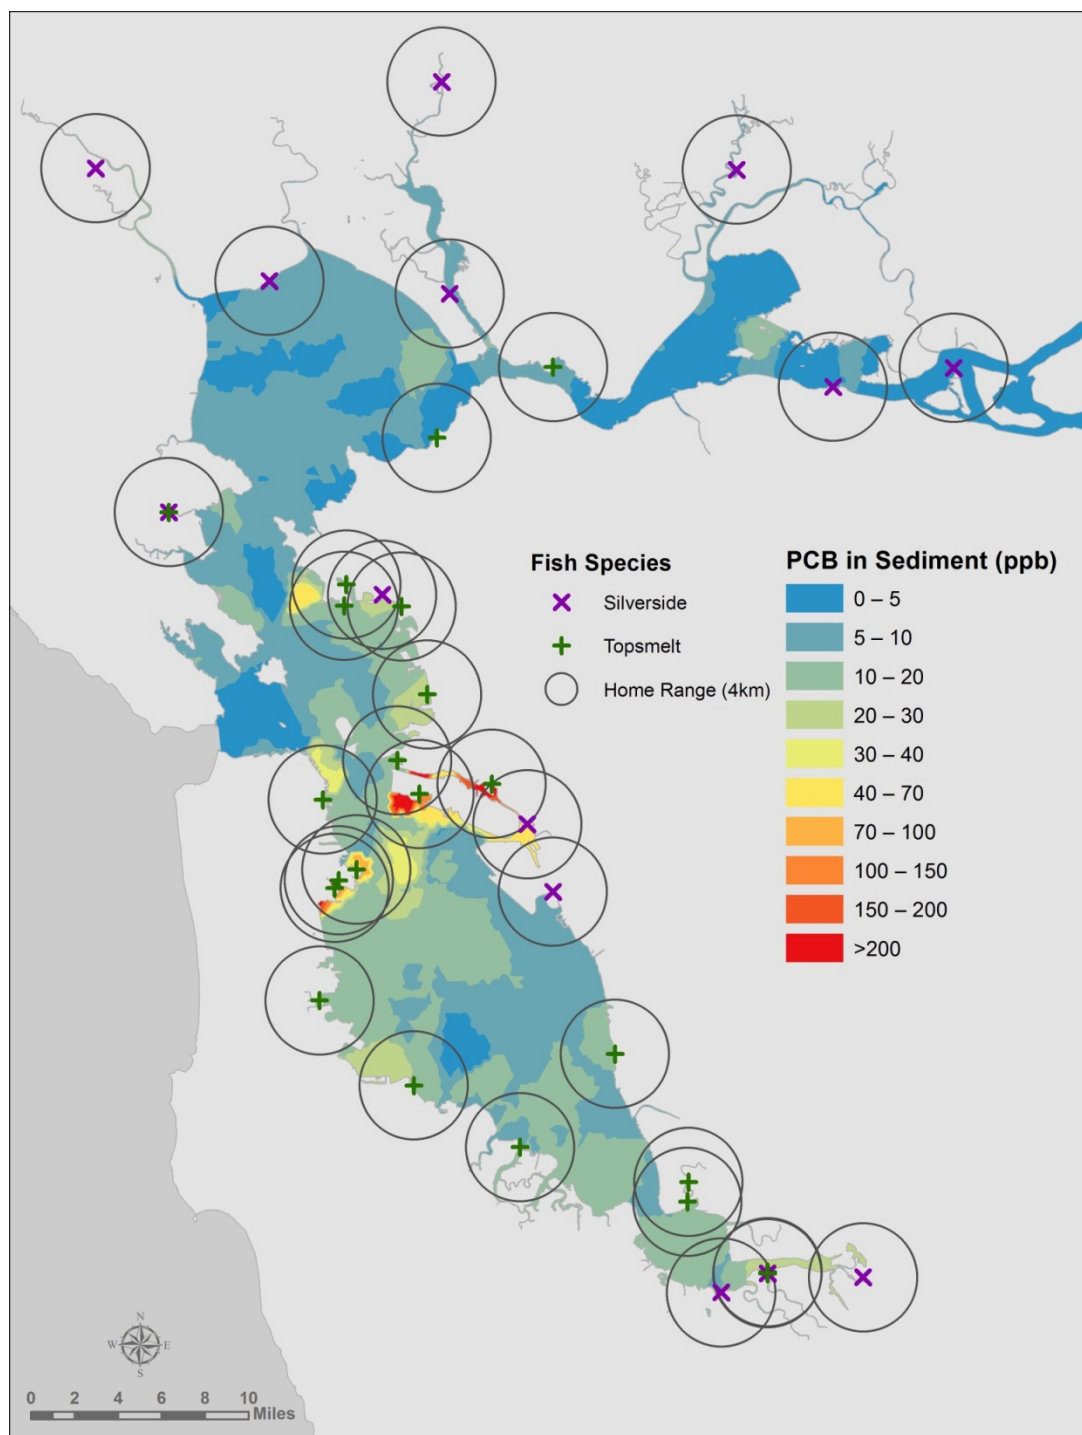 Fish Species
Silverside
Topsmelt
Home Range (4km)
PCB in Sediment (ppb)
0 – 5
5 – 10
10 – 20
20 – 30
30 – 40
40 – 70
70 – 100
100 – 150
150 – 200
>200
N
W E
S
0 2 4 6 8 10
Miles